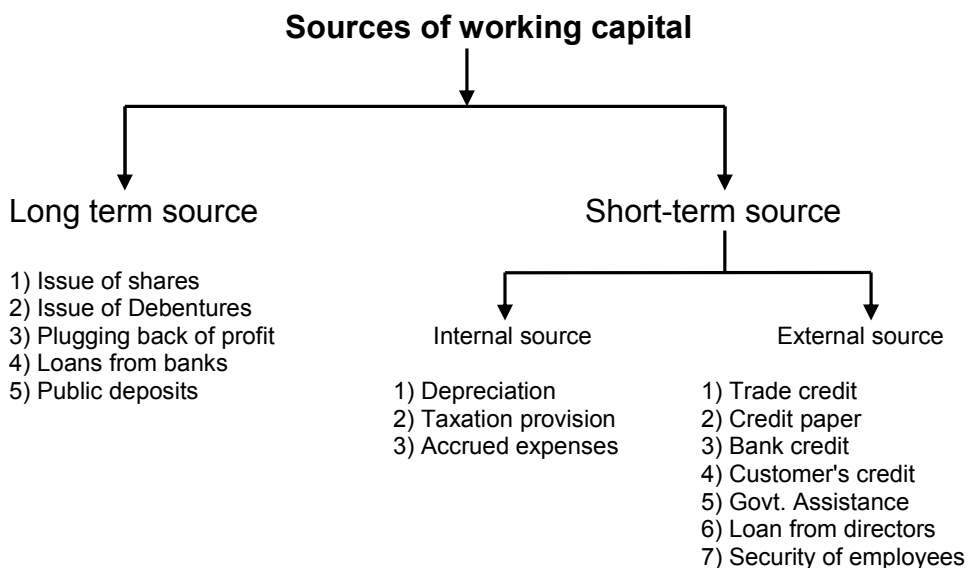 Sources of working capital
Long term source
1) Issue of shares
2) Issue of Debentures
3) Plugging back of profit
4) Loans from banks
5) Public deposits
Short-term source
Internal source
1) Depreciation
2) Taxation provision
3) Accrued expenses
External source
1) Trade credit
2) Credit paper
3) Bank credit
4) Customer's credit
5) Govt. Assistance
6) Loan from directors
7) Security of employees